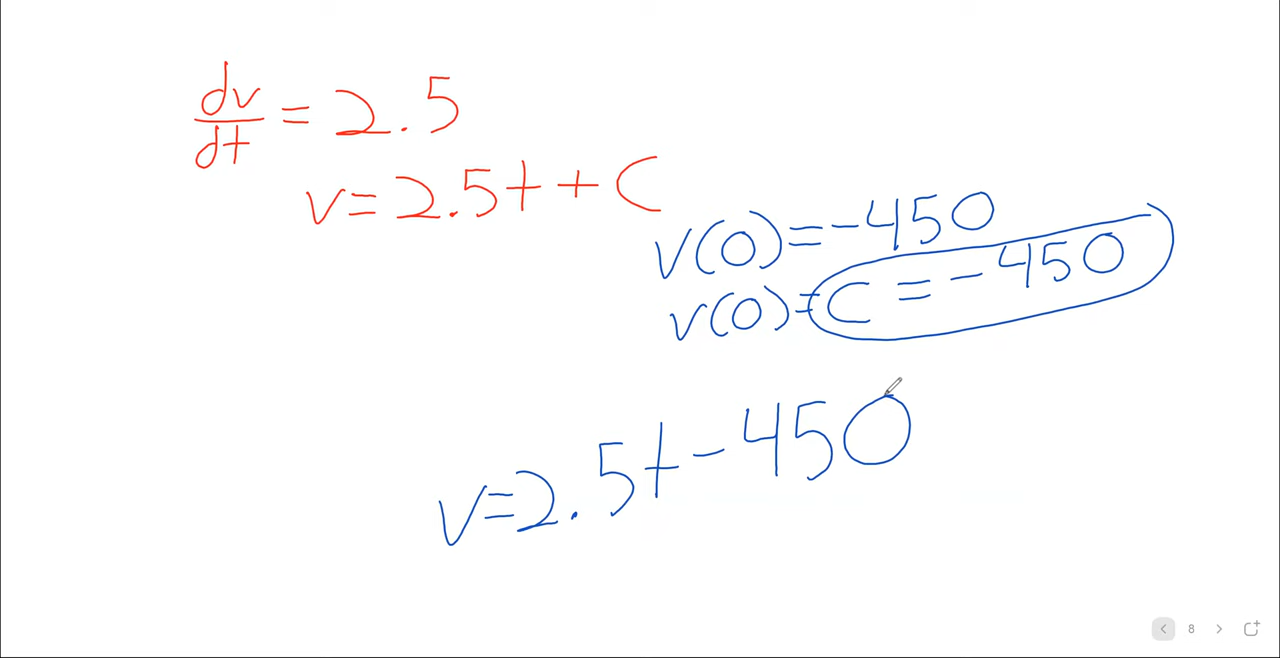 dv/dt = 2.5
v = 2.5t + C
v(0) = -450
v(0) = C = -450
v = 2.5t - 450
8